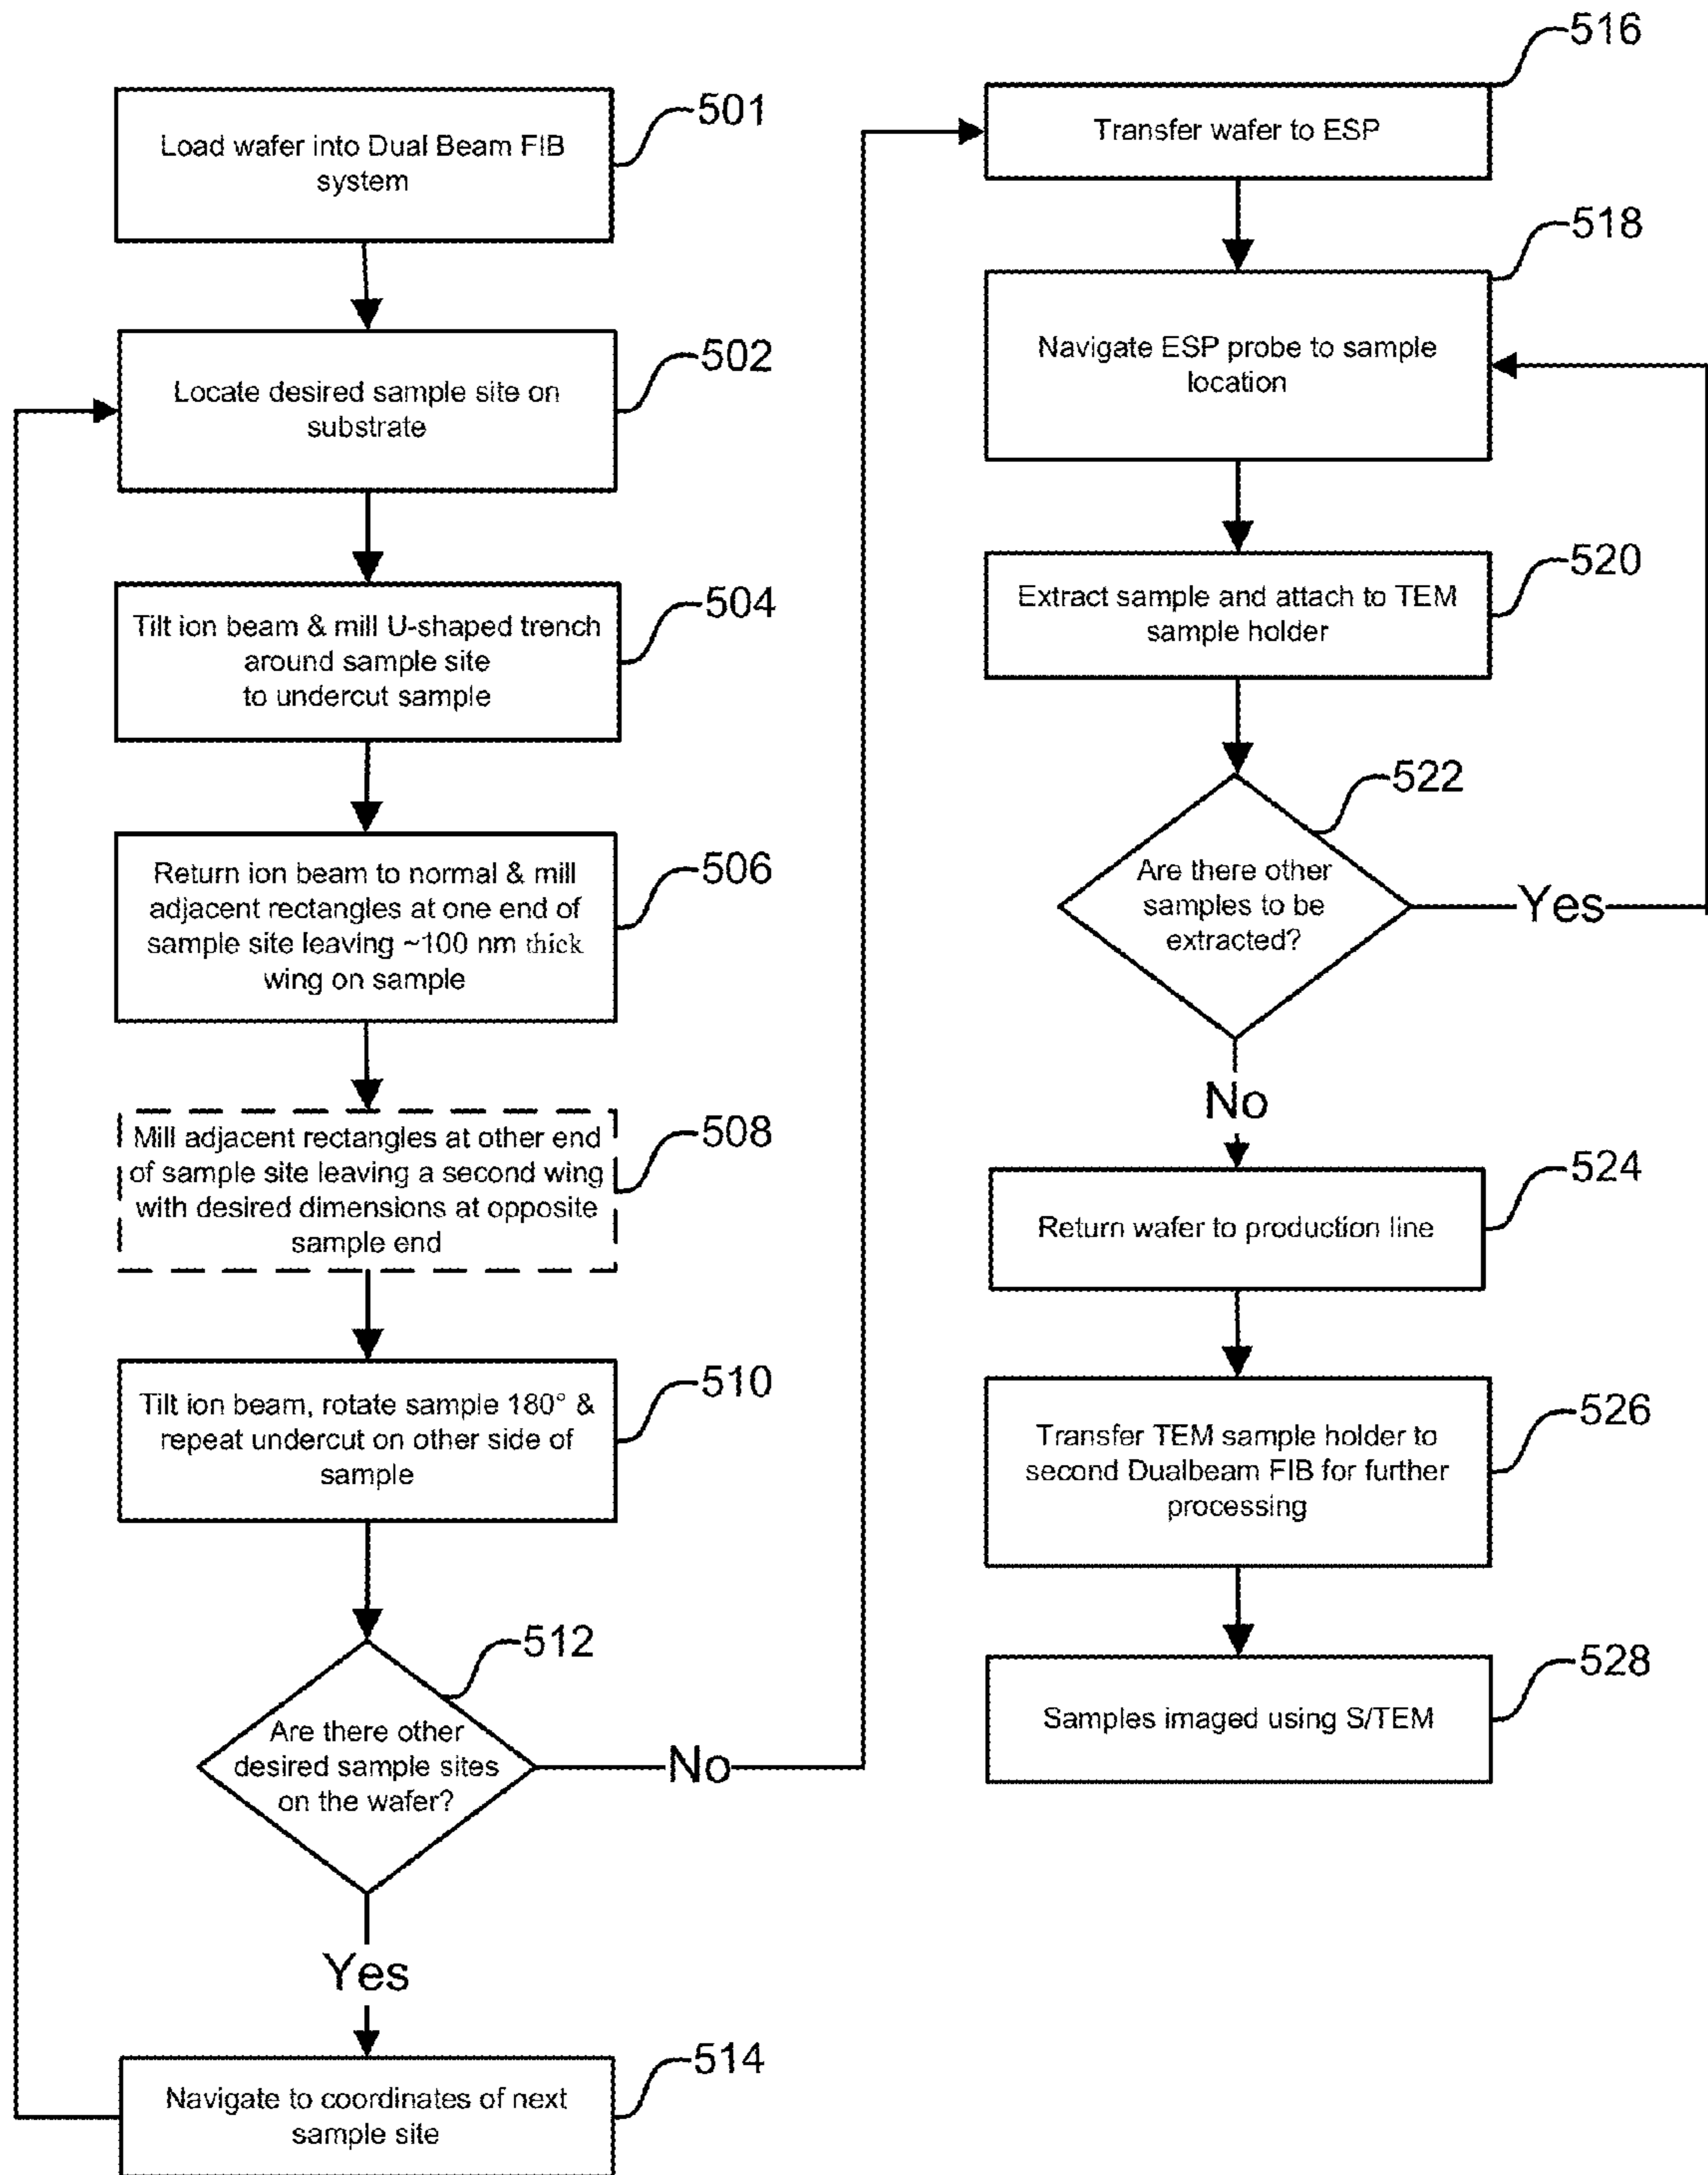 501
Load wafer into Dual Beam FIB
system
502
Locate desired sample site on
substrate
504
Tilt ion beam & mill U-shaped trench
around sample site
to undercut sample
506
Return ion beam to normal & mill
adjacent rectangles at one end of
sample site leaving ~100 nm thick
wing on sample
508
Mill adjacent rectangles at other end
of sample site leaving a second wing
with desired dimensions at opposite
sample end
510
Tilt ion beam, rotate sample 180° &
repeat undercut on other side of
sample
512
Are there other
desired sample sites
on the wafer?
No
Yes
514
Navigate to coordinates of next
sample site
516
Transfer wafer to ESP
518
Navigate ESP probe to sample
location
520
Extract sample and attach to TEM
sample holder
522
Are there other
samples to be
extracted?
Yes
No
524
Return wafer to production line
526
Transfer TEM sample holder to
second Dualbeam FIB for further
processing
528
Samples imaged using S/TEM